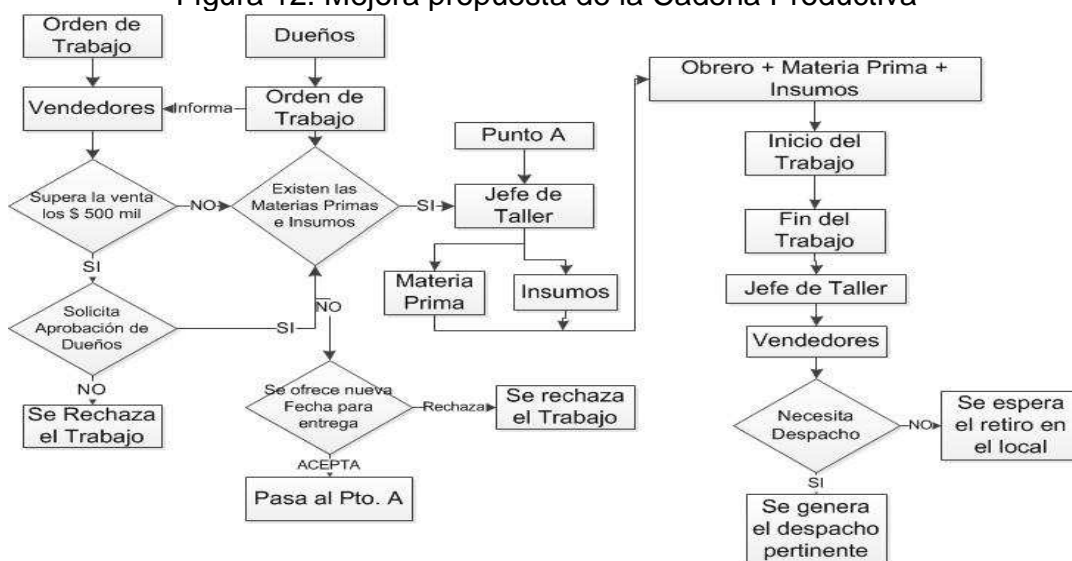 Figura 12. Mejora propuesta de la Cadena Productiva
Orden de
Trabajo
Vendedores
Informa
Dueños
Orden de
Trabajo
Supera la venta
los $ 500 mil
NO
SI
Solicita
Aprobación de
Dueños
SI
NO
Se Rechaza
el Trabajo
Existen las
Materias Primas
e Insumos
SI
NO
Se ofrece nueva
Fecha para
entrega
Rechaza
Se rechaza
el Trabajo
ACEPTA
Pasa al Pto. A
Punto A
Jefe de
Taller
Materia
Prima
Insumos
Obrero + Materia Prima +
Insumos
Inicio del
Trabajo
Fin del
Trabajo
Jefe de Taller
Vendedores
Necesita
Despacho
NO
Se espera
el retiro en
el local
SI
Se genera
el despacho
pertinente